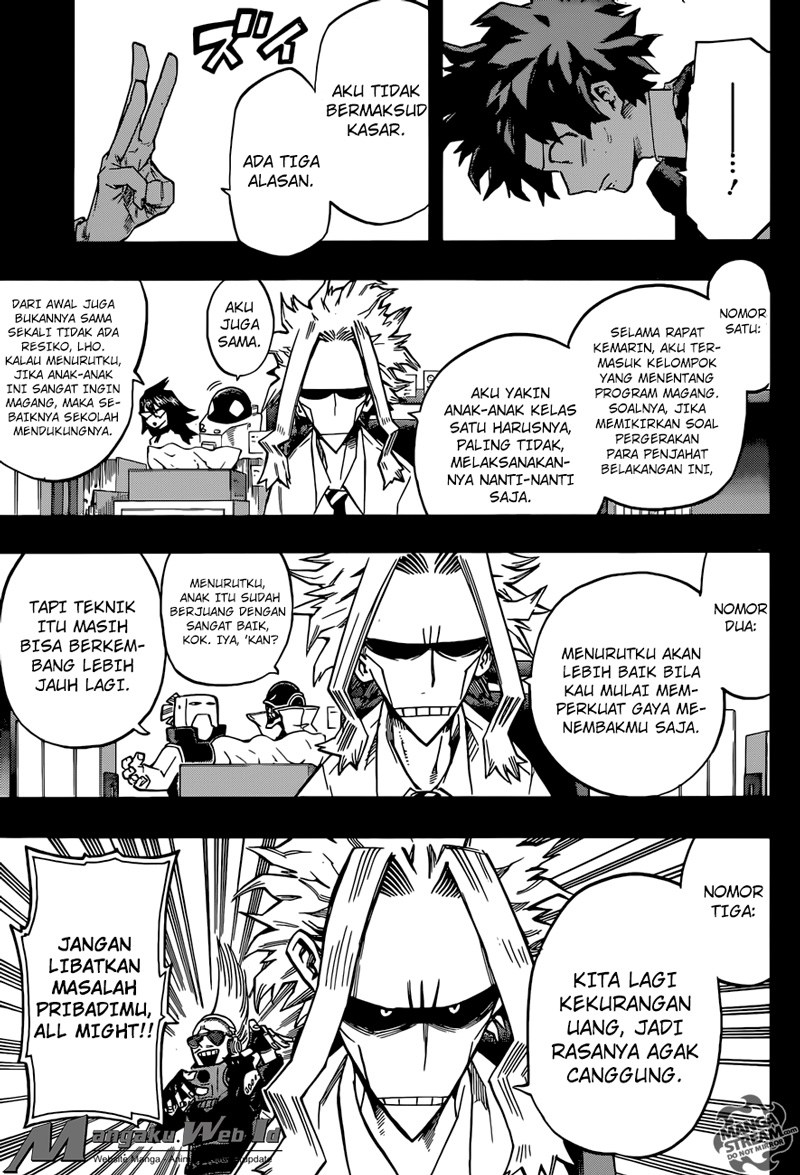 ......!
AKU TIDAK
BERMAKSUD
KASAR.
ADA TIGA
ALASAN.
ズズイ
NOMOR
SATU:
SELAMA RAPAT
KEMARIN, AKU TER-
MASUK KELOMPOK
YANG MENENTANG
PROGRAM MAGANG.
SOALNYA, JIKA
MEMIKIRKAN SOAL
PERGERAKAN
PARA PENJAHAT
BELAKANGAN INI,
AKU YAKIN
ANAK-ANAK KELAS
SATU HARUSNYA,
PALING TIDAK,
MELAKSANAKAN-
NYA NANTI-NANTI
SAJA.
AKU
JUGA
SAMA.
DARI AWAL JUGA
BUKANNYA SAMA
SEKALI TIDAK ADA
RESIKO, LHO.
KALAU MENURUTKU,
JIKA ANAK-ANAK
INI SANGAT INGIN
MAGANG, MAKA SE-
BAIKNYA SEKOLAH
MENDUKUNGNYA.
NOMOR
DUA:
MENURUTKU AKAN
LEBIH BAIK BILA
KAU MULAI MEM-
PERKUAT GAYA ME-
NENBAKMU SAJA.
MENURUTKU,
ANAK ITU SUDAH
BERJUANG DENGAN
SANGAT BAIK,
KOK. IYA, 'KAN?
TAPI TEKNIK
ITU MASIH
BISA BERKEM-
BANG LEBIH
JAUH LAGI.
NOMOR
TIGA:
KITA LAGI
KEKURANGAN
UANG, JADI
RASANYA AGAK
CANGGUNG.
JANGAN
LIBATKAN
MASALAH
PRIBADIMU,
ALL MIGHT!!
Mangaku.Web.Id
MANGA
STREAM.COM
DO NOT MIRROR!